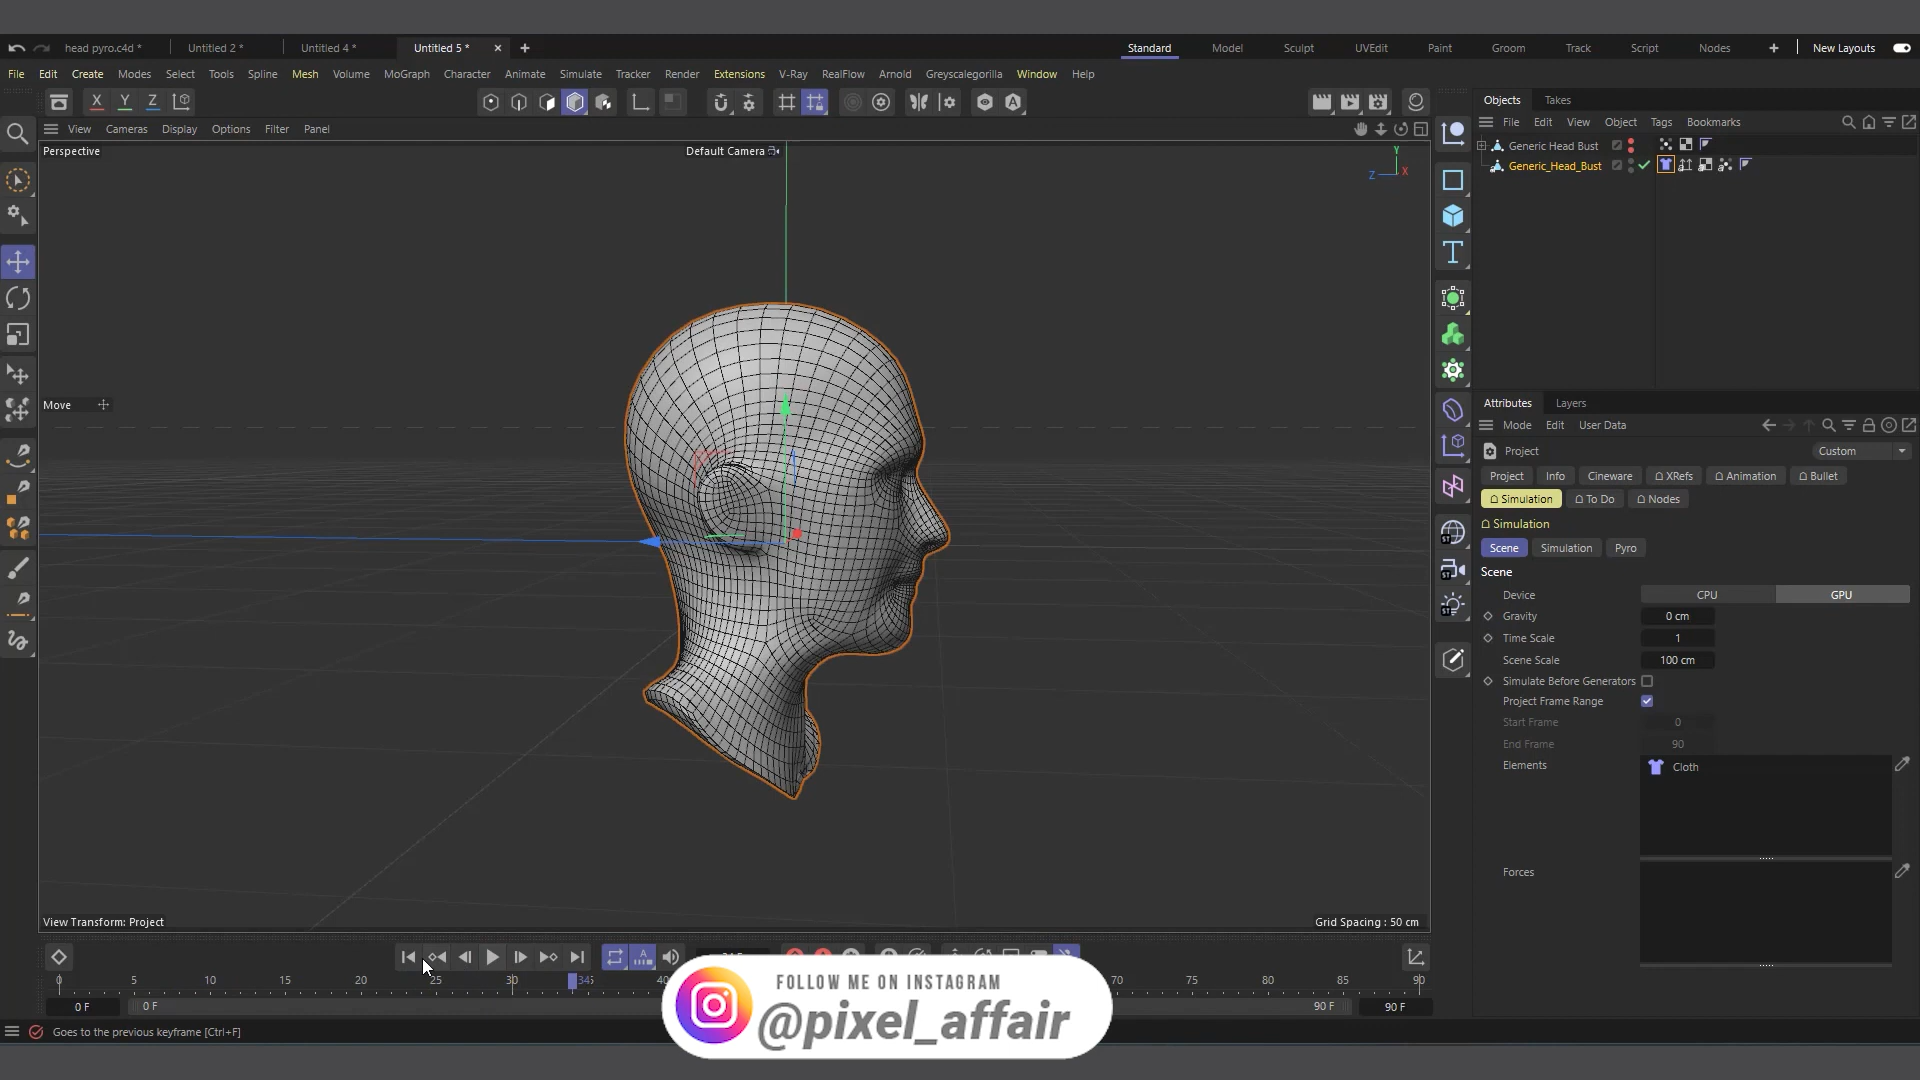 head pyro.c4d *
Untitled 2 *
Untitled 4 *
Untitled 5 *
Standard
Model
Sculpt
UVEdit
Paint
Groom
Track
Script
Nodes
New Layouts
File Edit Create Modes Select Tools Spline Mesh Volume MoGraph Character Animate Simulate Tracker Render Extensions V-Ray RealFlow Arnold Greyscalegorilla Window Help
X Y Z
Objects Takes
View Cameras Display Options Filter Panel
File Edit View Object Tags Bookmarks
Perspective
Default Camera
Y
Z X
Generic Head Bust
Generic_Head_Bust
Move
Attributes Layers
Mode Edit User Data
Project
Custom
Project Info Cineware XRefs Animation Bullet
Simulation To Do Nodes
Simulation
Scene Simulation Pyro
Scene
Device CPU GPU
Gravity 0 cm
Time Scale 1
Scene Scale 100 cm
Simulate Before Generators
Project Frame Range
Start Frame 0
End Frame 90
Elements Cloth
Forces
View Transform: Project
Grid Spacing : 50 cm
0 5 10 15 20 25 30 345 40 70 75 80 85 90
0 F 0 F 90 F 90 F
Goes to the previous keyframe [Ctrl+F]
FOLLOW ME ON INSTAGRAM
@pixel_affair